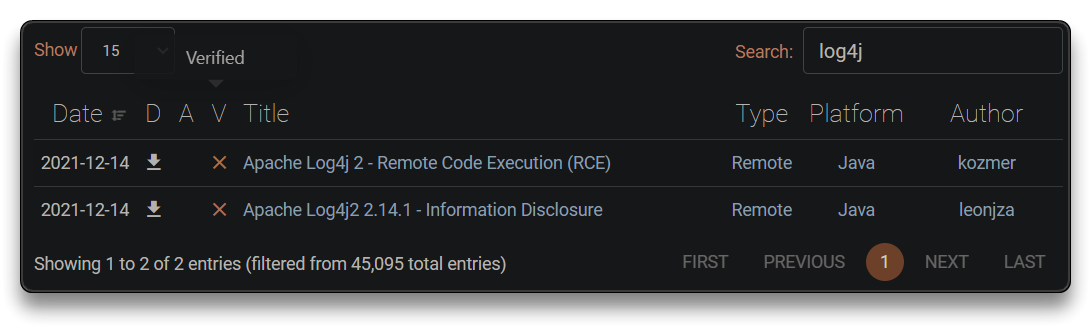 Show 15 Verified Search: log4j
Date D A V Title Type Platform Author
2021-12-14 Apache Log4j 2 - Remote Code Execution (RCE) Remote Java kozmer
2021-12-14 Apache Log4j2 2.14.1 - Information Disclosure Remote Java leonjza
Showing 1 to 2 of 2 entries (filtered from 45,095 total entries) FIRST PREVIOUS 1 NEXT LAST